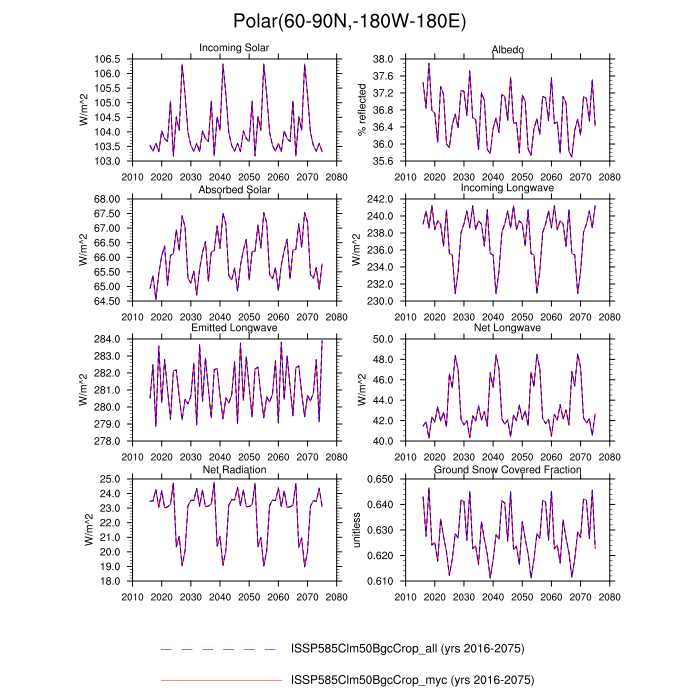 Polar(60-90N,-180W-180E)
Incoming Solar
W/m^2
106.5
106.0
105.5
105.0
104.5
104.0
103.5
103.0
2010 2020 2030 2040 2050 2060 2070 2080
Albedo
% reflected
38.0
37.6
37.2
36.8
36.4
36.0
35.6
2010 2020 2030 2040 2050 2060 2070 2080
Absorbed Solar
W/m^2
68.00
67.50
67.00
66.50
66.00
65.50
65.00
64.50
2010 2020 2030 2040 2050 2060 2070 2080
Incoming Longwave
W/m^2
242.0
240.0
238.0
236.0
234.0
232.0
230.0
2010 2020 2030 2040 2050 2060 2070 2080
Emitted Longwave
W/m^2
284.0
283.0
282.0
281.0
280.0
279.0
278.0
2010 2020 2030 2040 2050 2060 2070 2080
Net Longwave
W/m^2
50.0
48.0
46.0
44.0
42.0
40.0
2010 2020 2030 2040 2050 2060 2070 2080
Net Radiation
W/m^2
25.0
24.0
23.0
22.0
21.0
20.0
19.0
18.0
2010 2020 2030 2040 2050 2060 2070 2080
Ground Snow Covered Fraction
unitless
0.650
0.640
0.630
0.620
0.610
2010 2020 2030 2040 2050 2060 2070 2080
ISSP585Clm50BgcCrop_all (yrs 2016-2075)
ISSP585Clm50BgcCrop_myc (yrs 2016-2075)